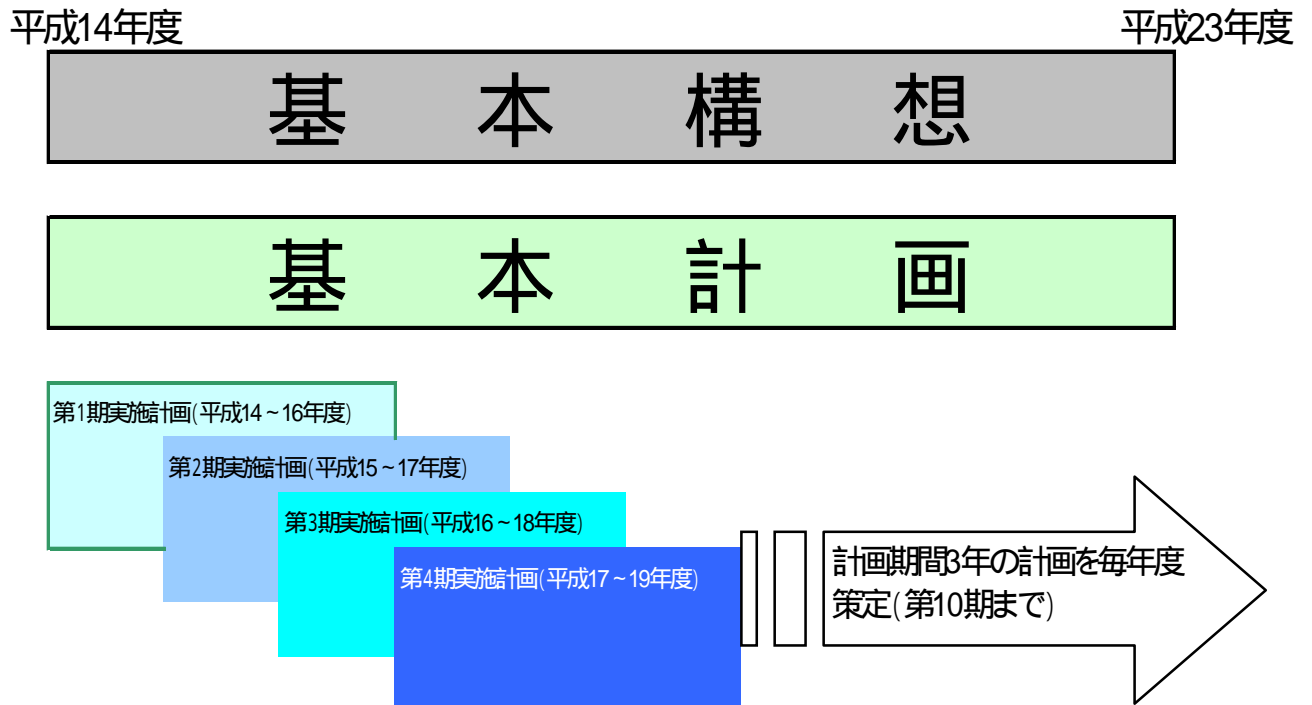 平成14年度
平成23年度
基本構想
基本計画
第1期実施計画(平成14~16年度)
第2期実施計画(平成15~17年度)
第3期実施計画(平成16~18年度)
第4期実施計画(平成17~19年度)
計画期間3年の計画を毎年度
策定(第10期まで)